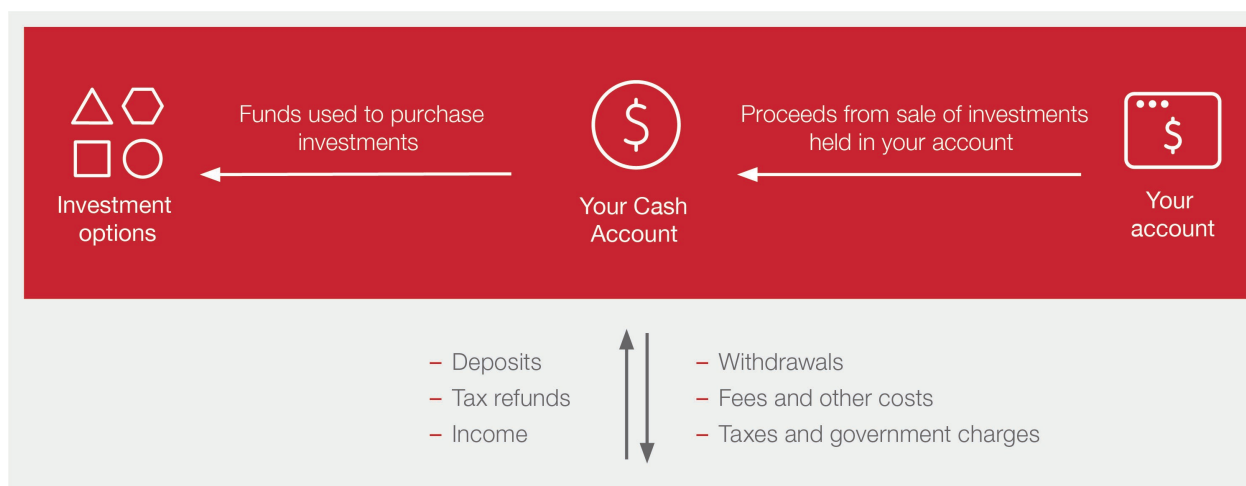 Funds used to purchase
investments
Proceeds from sale of investments
held in your account
$
$
Investment
options
Your Cash
Account
Your
account
– Deposits
– Tax refunds
– Income
– Withdrawals
– Fees and other costs
– Taxes and government charges